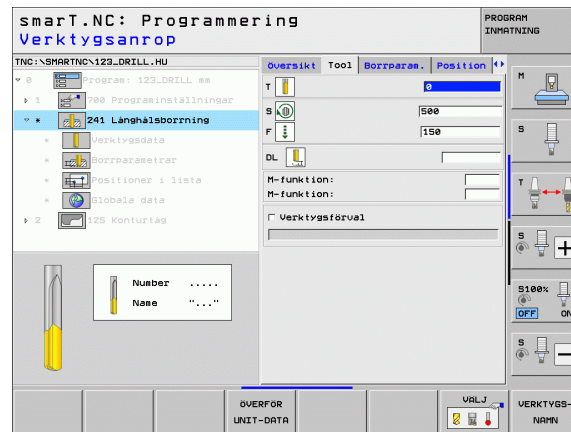 smarT.NC: Programmering
Verktygsanrop
PROGRAM
INMATNING
TNC:\SMARTNC\123_DRILL.HU
0 Program: 123_DRILL mm
1 700 Programinställningar
* 241 Långhålsborrning
* Verktygsdata
* Borrparametrar
* Positioner i lista
* Globala data
2 125 Konturtåg
Översikt Tool Borrparam. Position
T 0
S 500
F 150
DL
M-funktion:
M-funktion:
Verktygsförval
Number .....
Name "..."
M
S
T
S
S100%
OFF ON
S
ÖVERFÖR
UNIT-DATA
VÄLJ
VERKTYGS-
NAMN